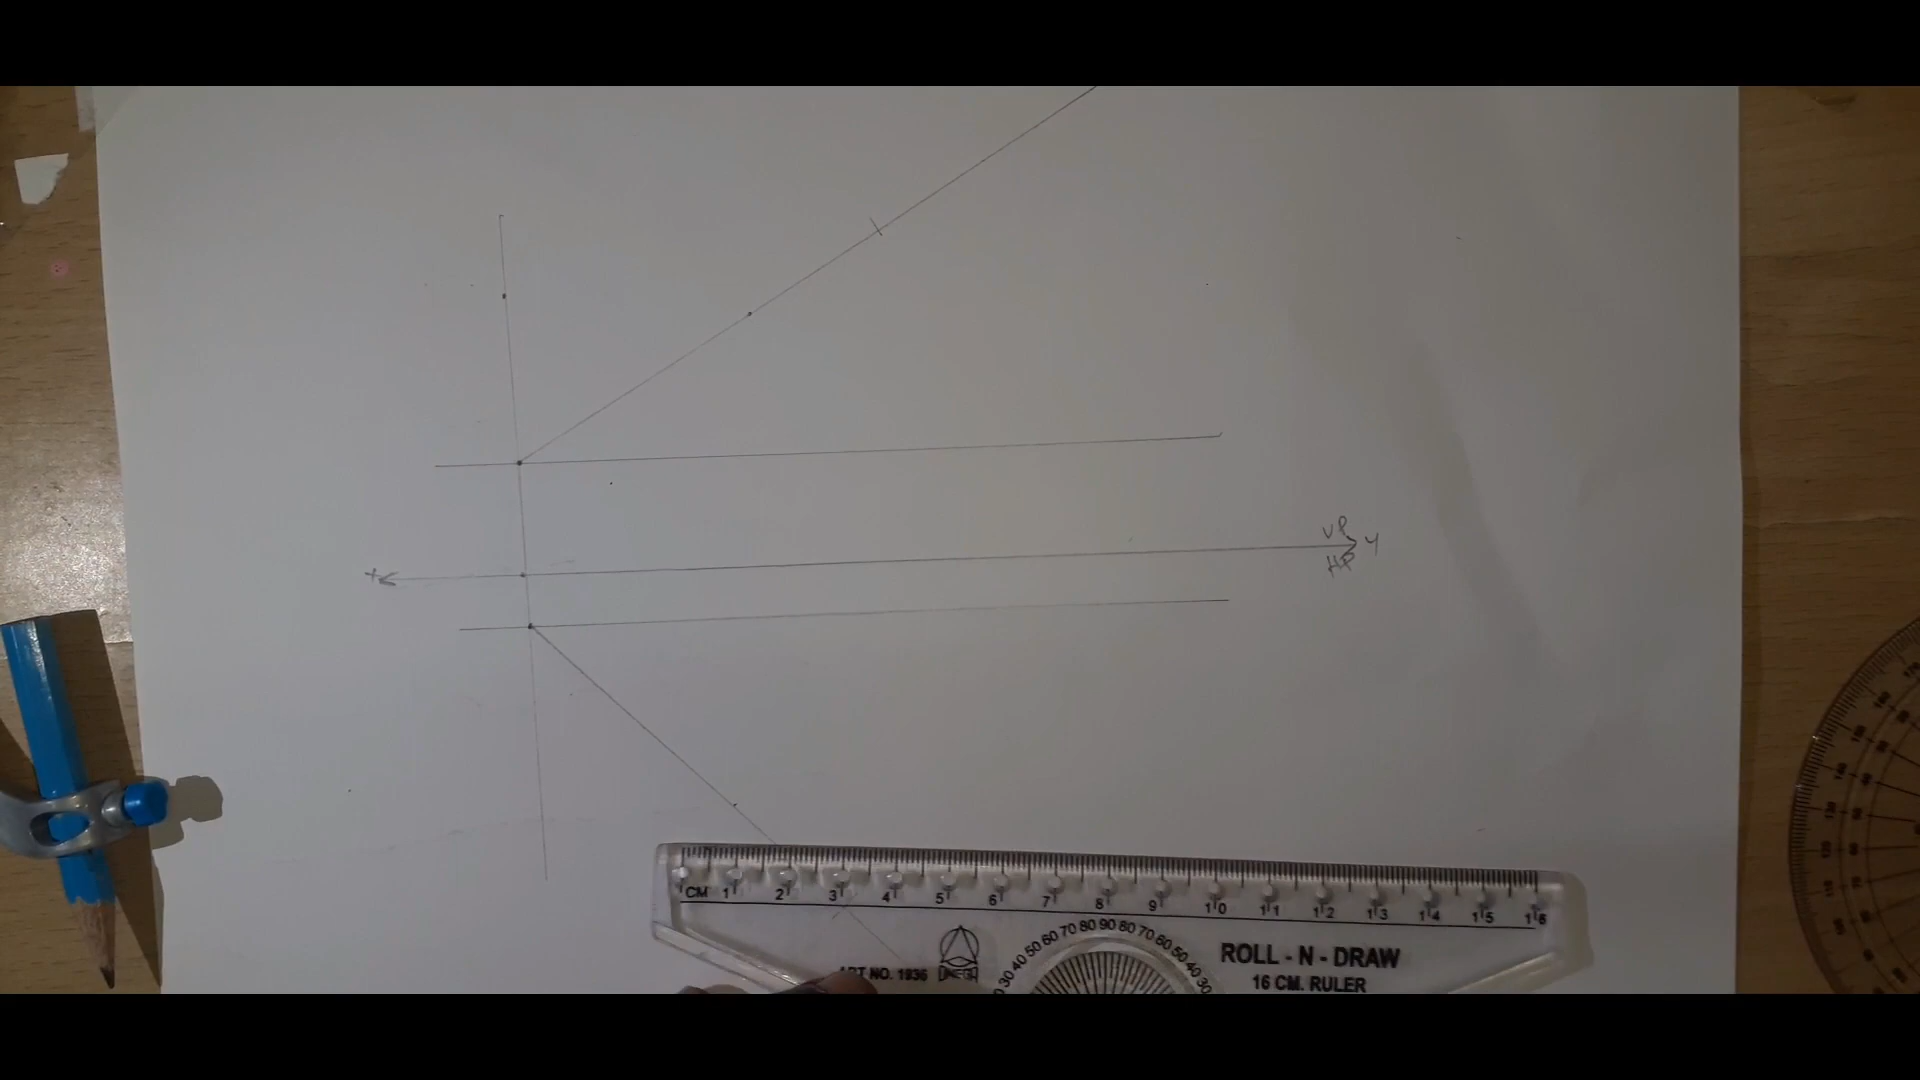 VP
X Y
HP
CM 1 2 3 4 5 6 7 8 9 10 11 12 13 14 15 16
30 40 50 60 70 80 90 80 70 60 50 40 30
ART NO. 1936 OMEGA
ROLL - N - DRAW
16 CM. RULER